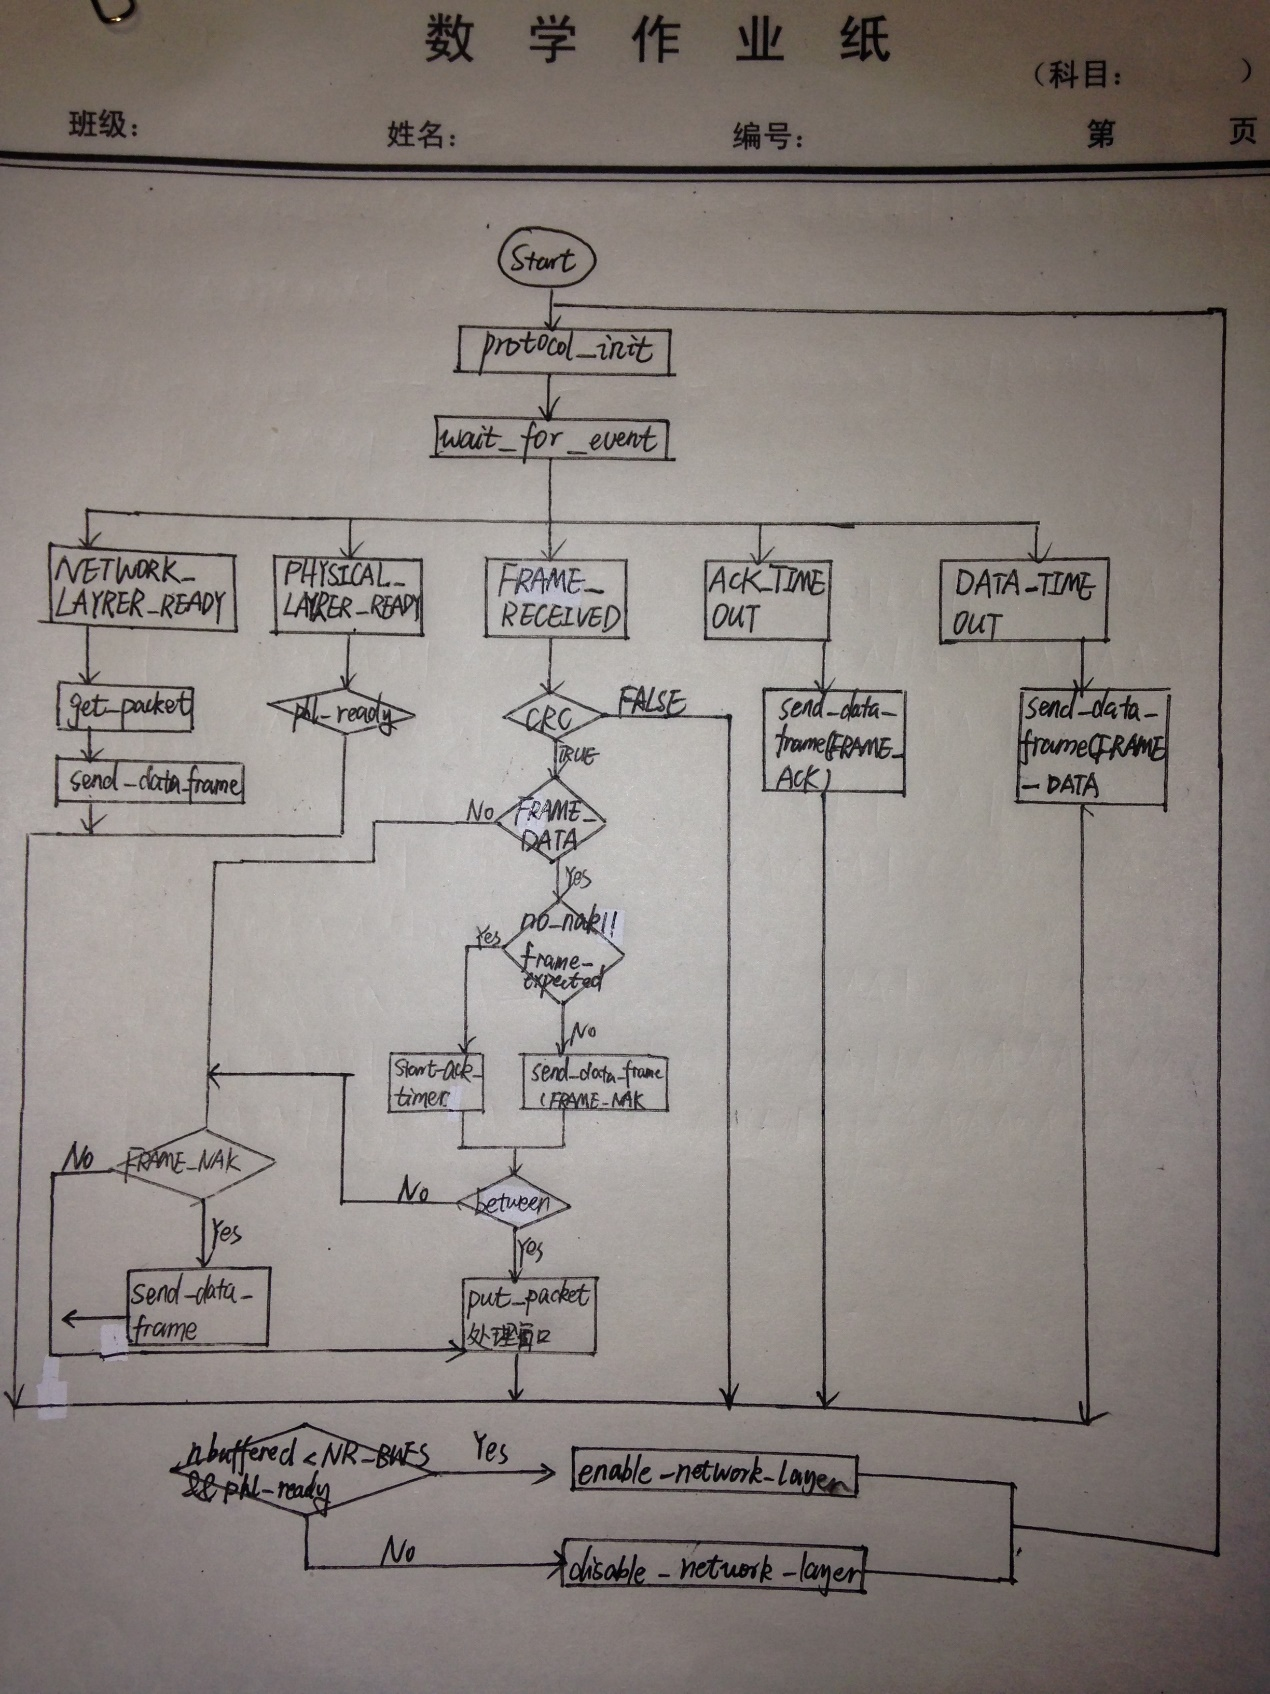 数学作业纸
（科目： ）
班级： 姓名： 编号： 第 页
Start
protocol_init
wait_for_event
NETWORK_
LAYRER_READY
PHYSICAL_
LAYRER_READY
FRAME_
RECEIVED
ACK_TIME
OUT
DATA_TIME
OUT
get_packet
phl_ready
CRC
FALSE
TRUE
send_data_
frame(FRAME_
ACK)
send_data_
frame(FRAME
_DATA
send_data_frame
No
FRAME_
DATA
Yes
no_nak!!
frame_
expected
Yes
No
start_ack_
timer
send_data_frame
(FRAME_NAK
No
FRAME_NAK
No
between
Yes
Yes
send_data_
frame
put_packet
处理窗口
nbuffered<NR_BUFS
&& phl_ready
Yes
enable_network_layer
No
disable_network_layer